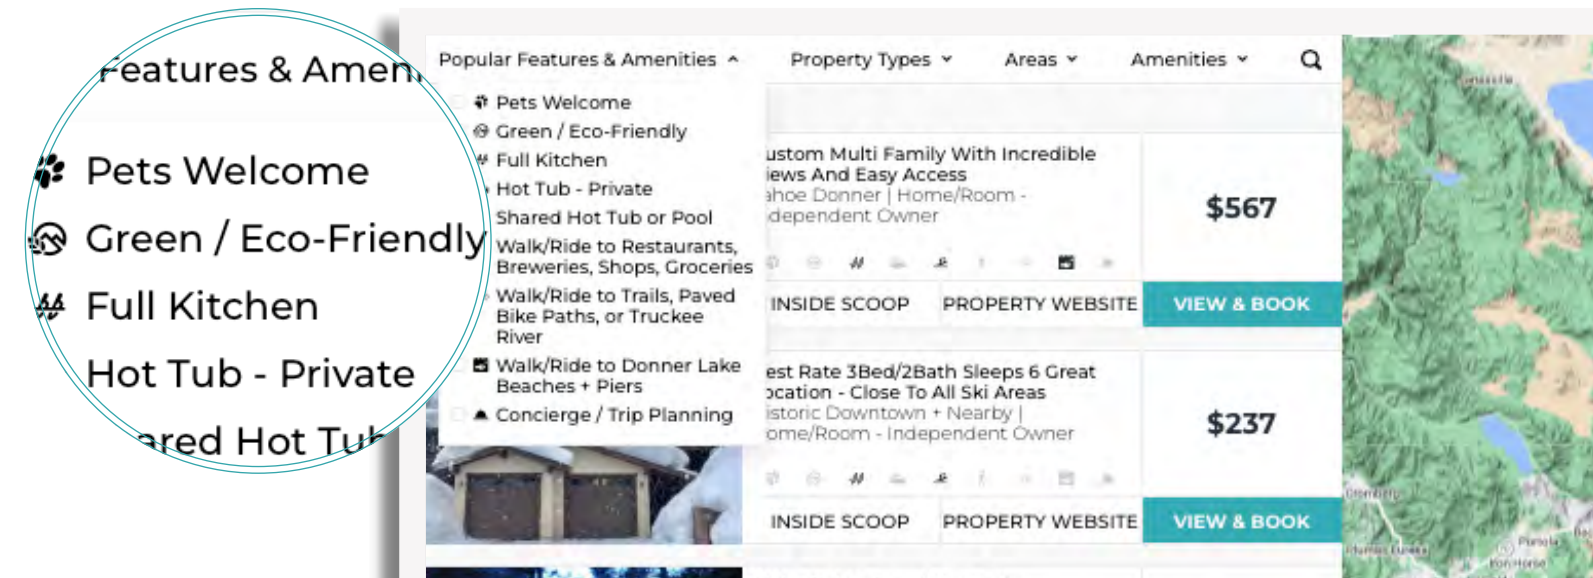 Features & Ameni
Pets Welcome
Green / Eco-Friendly
Full Kitchen
Hot Tub - Private
ared Hot Tub
Popular Features & Amenities
Property Types
Areas
Amenities
Pets Welcome
Green / Eco-Friendly
Full Kitchen
Hot Tub - Private
Shared Hot Tub or Pool
Walk/Ride to Restaurants,
Breweries, Shops, Groceries
Walk/Ride to Trails, Paved
Bike Paths, or Truckee
River
Walk/Ride to Donner Lake
Beaches + Piers
Concierge / Trip Planning
ustom Multi Family With Incredible
iews And Easy Access
ahoe Donner | Home/Room -
dependent Owner
$567
INSIDE SCOOP
PROPERTY WEBSITE
VIEW & BOOK
est Rate 3Bed/2Bath Sleeps 6 Great
ocation - Close To All Ski Areas
istoric Downtown + Nearby |
ome/Room - Independent Owner
$237
INSIDE SCOOP
PROPERTY WEBSITE
VIEW & BOOK
Portola